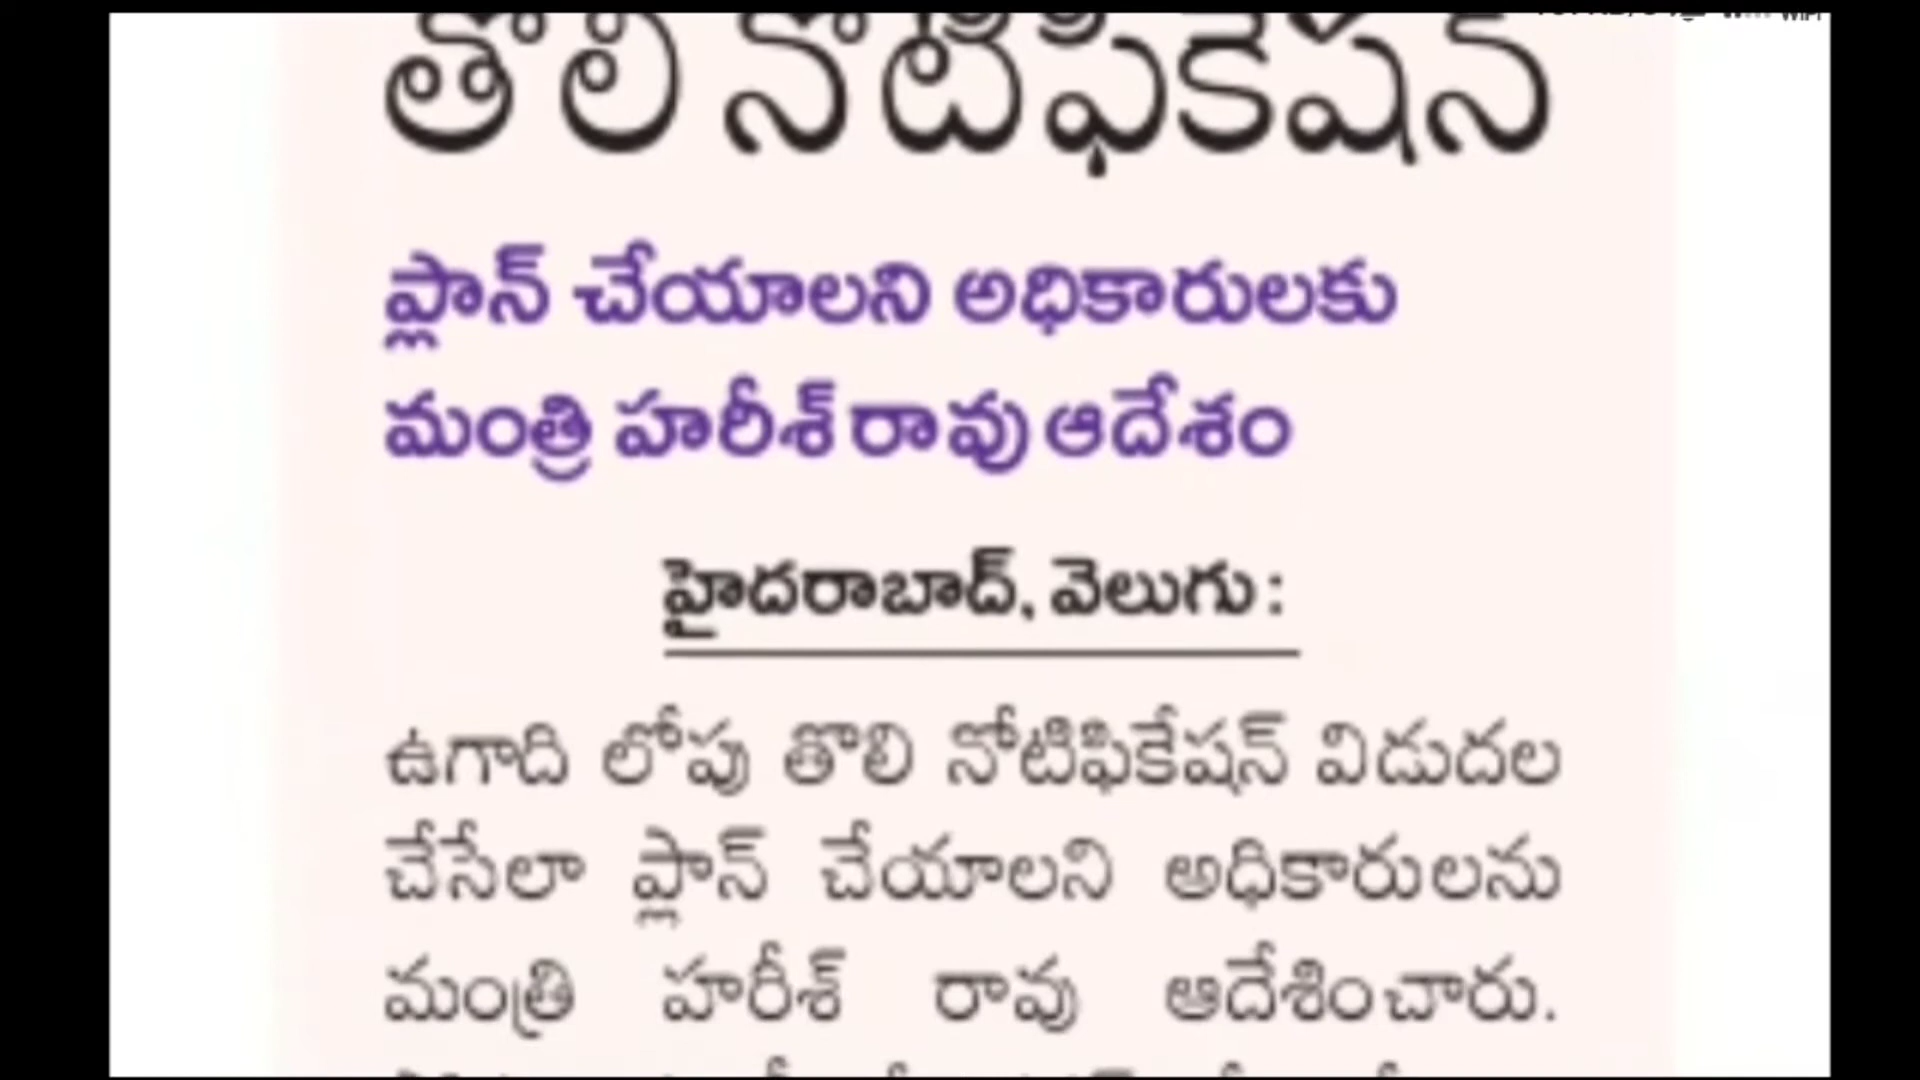 తొలి నోటిఫికేషన్
ప్లాన్ చేయాలని అధికారులకు
మంత్రి హరీశ్ రావు ఆదేశం
హైదరాబాద్, వెలుగు :
ఉగాది లోపు తొలి నోటిఫికేషన్ విడుదల
చేసేలా ప్లాన్ చేయాలని అధికారులను
మంత్రి హరీశ్ రావు ఆదేశించారు.